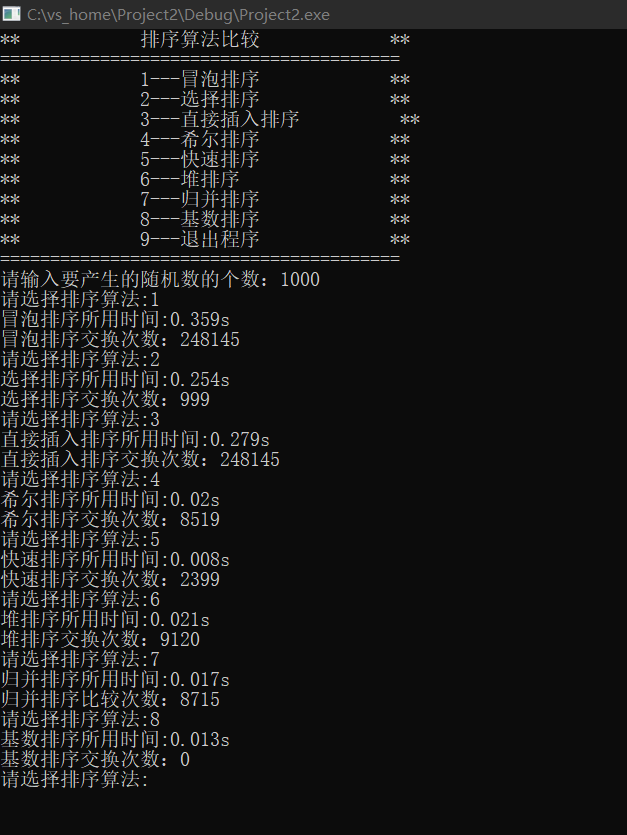 C:\vs_home\Project2\Debug\Project2.exe
** 排序算法比较 **
========================================
** 1---冒泡排序 **
** 2---选择排序 **
** 3---直接插入排序 **
** 4---希尔排序 **
** 5---快速排序 **
** 6---堆排序 **
** 7---归并排序 **
** 8---基数排序 **
** 9---退出程序 **
========================================
请输入要产生的随机数的个数：1000
请选择排序算法:1
冒泡排序所用时间:0.359s
冒泡排序交换次数：248145
请选择排序算法:2
选择排序所用时间:0.254s
选择排序交换次数：999
请选择排序算法:3
直接插入排序所用时间:0.279s
直接插入排序交换次数：248145
请选择排序算法:4
希尔排序所用时间:0.02s
希尔排序交换次数：8519
请选择排序算法:5
快速排序所用时间:0.008s
快速排序交换次数：2399
请选择排序算法:6
堆排序所用时间:0.021s
堆排序交换次数：9120
请选择排序算法:7
归并排序所用时间:0.017s
归并排序比较次数：8715
请选择排序算法:8
基数排序所用时间:0.013s
基数排序交换次数：0
请选择排序算法: